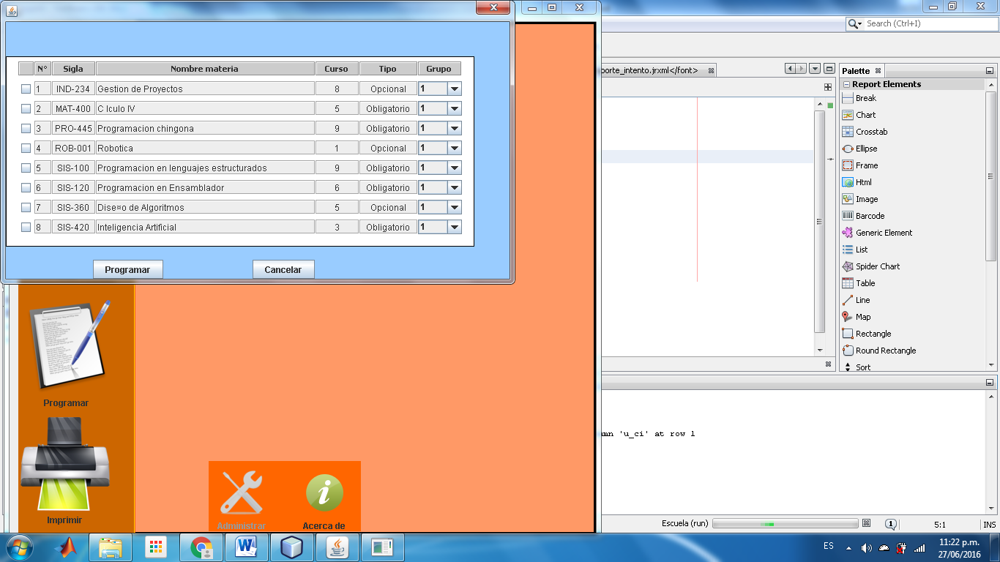 Search (Ctrl+I)
N° Sigla Nombre materia Curso Tipo Grupo
1 IND-234 Gestion de Proyectos 8 Opcional 1
2 MAT-400 C lculo IV 5 Obligatorio 1
3 PRO-445 Programacion chingona 9 Obligatorio 1
4 ROB-001 Robotica 1 Opcional 1
5 SIS-100 Programacion en lenguajes estructurados 9 Obligatorio 1
6 SIS-120 Programacion en Ensamblador 6 Obligatorio 1
7 SIS-360 Dise¤o de Algoritmos 5 Opcional 1
8 SIS-420 Inteligencia Artificial 3 Obligatorio 1
Programar Cancelar
Programar
Imprimir
Administrar Acerca de
porte_intento.jrxml</font>
Palette
Report Elements
Break
Chart
Crosstab
Ellipse
Frame
Html
Image
Barcode
Generic Element
List
Spider Chart
Table
Line
Map
Rectangle
Round Rectangle
Sort
umn 'u_ci' at row 1
Escuela (run) 1 5:1 INS
ES 11:22 p.m.
27/06/2016